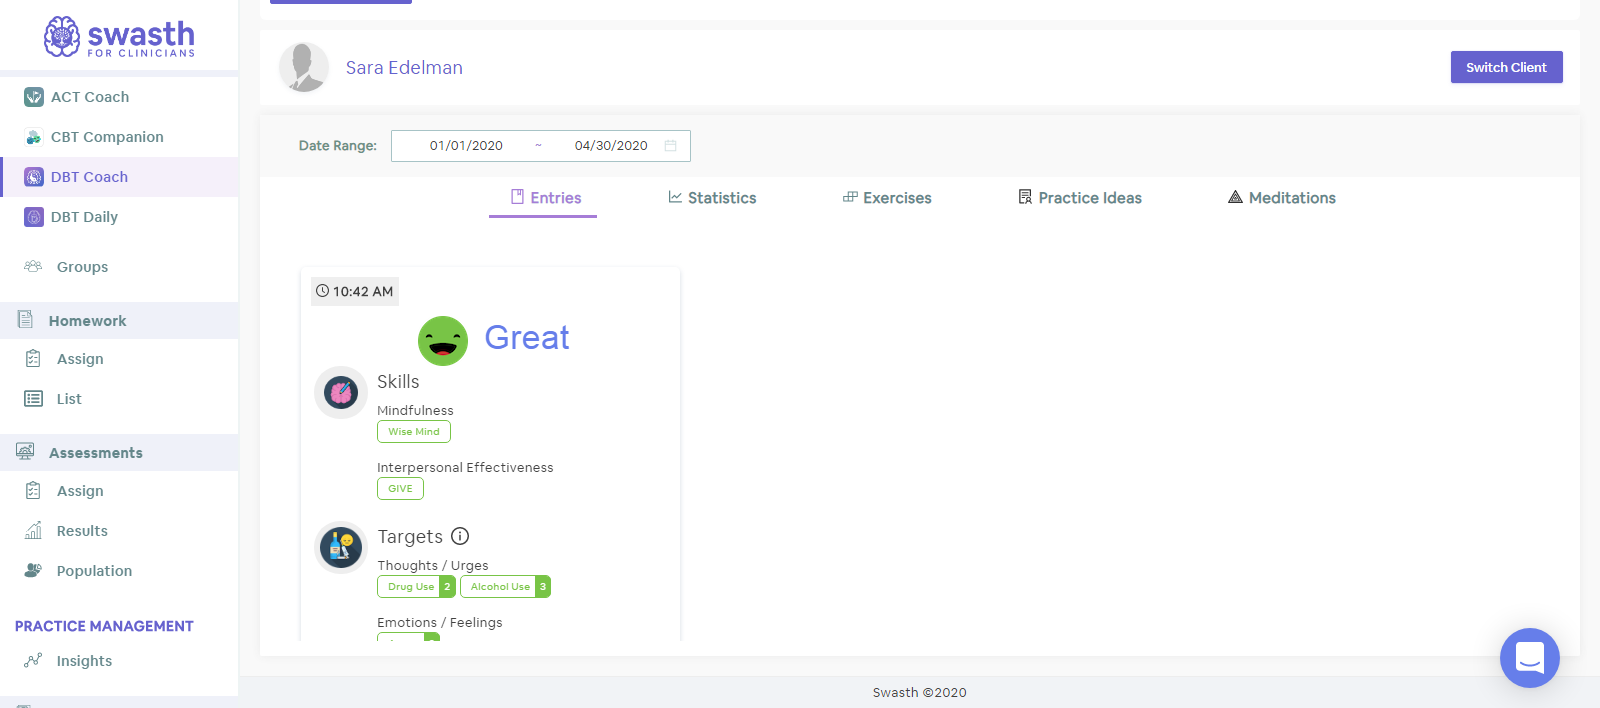 swasth
FOR CLINICIANS
ACT Coach
CBT Companion
DBT Coach
DBT Daily
Groups
Homework
Assign
List
Assessments
Assign
Results
Population
PRACTICE MANAGEMENT
Insights
Sara Edelman
Switch Client
Date Range: 01/01/2020 ~ 04/30/2020
Entries Statistics Exercises Practice Ideas Meditations
10:42 AM
Great
Skills
Mindfulness
Wise Mind
Interpersonal Effectiveness
GIVE
Targets
Thoughts / Urges
Drug Use 2 Alcohol Use 3
Emotions / Feelings
Swasth ©2020